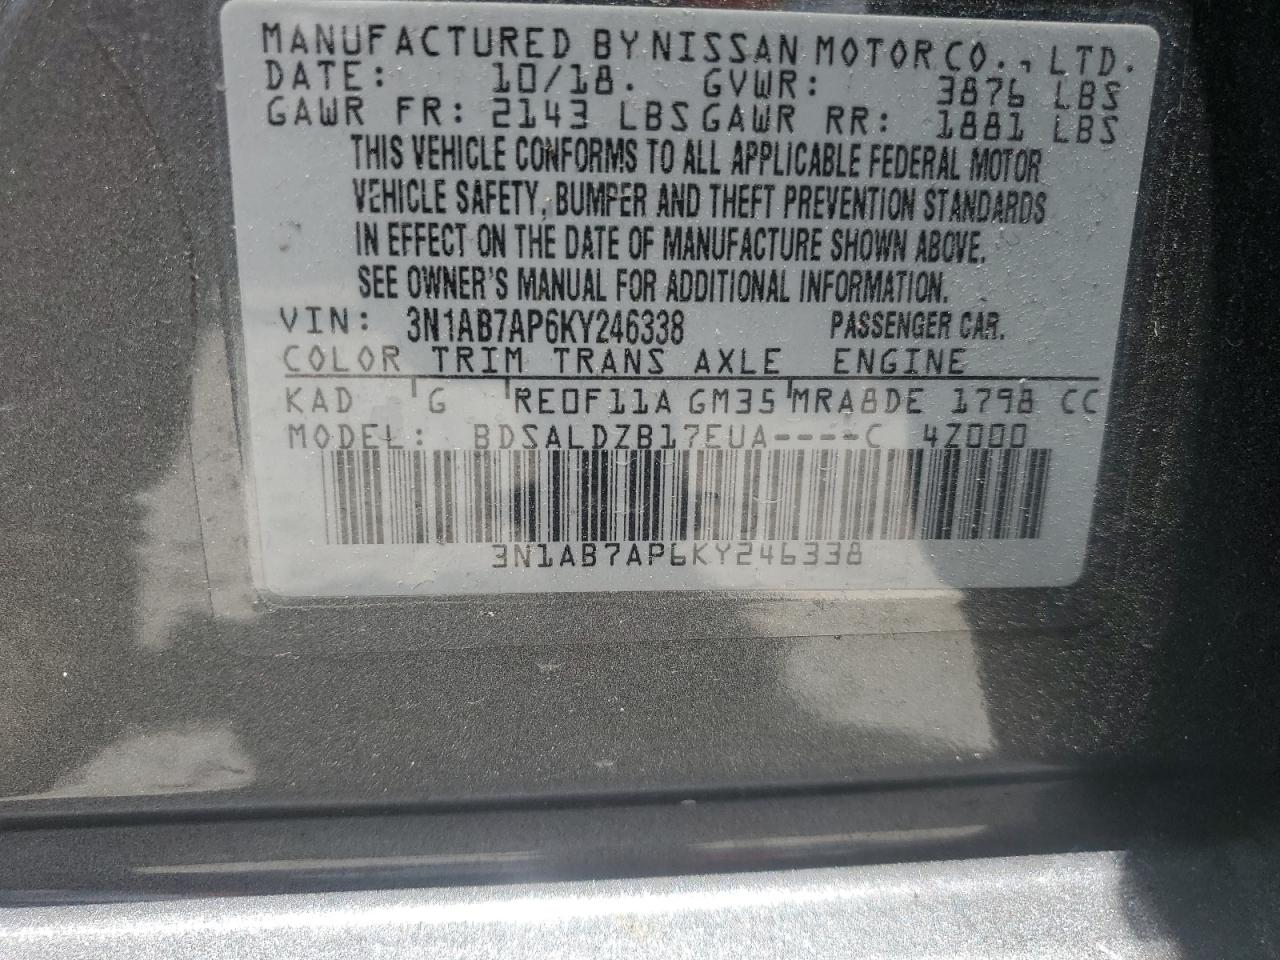 MANUFACTURED BY NISSAN MOTOR CO., LTD.
DATE: 10/18. GVWR: 3876 LBS
GAWR FR: 2143 LBS GAWR RR: 1881 LBS
THIS VEHICLE CONFORMS TO ALL APPLICABLE FEDERAL MOTOR
VEHICLE SAFETY, BUMPER AND THEFT PREVENTION STANDARDS
IN EFFECT ON THE DATE OF MANUFACTURE SHOWN ABOVE.
SEE OWNER'S MANUAL FOR ADDITIONAL INFORMATION.
VIN: 3N1AB7AP6KY246338 PASSENGER CAR.
COLOR TRIM TRANS AXLE ENGINE
KAD G RE0F11A GM35 MRA8DE 1798 CC
MODEL: BDSALDZB17EUA----C 4Z000
3N1AB7AP6KY246338